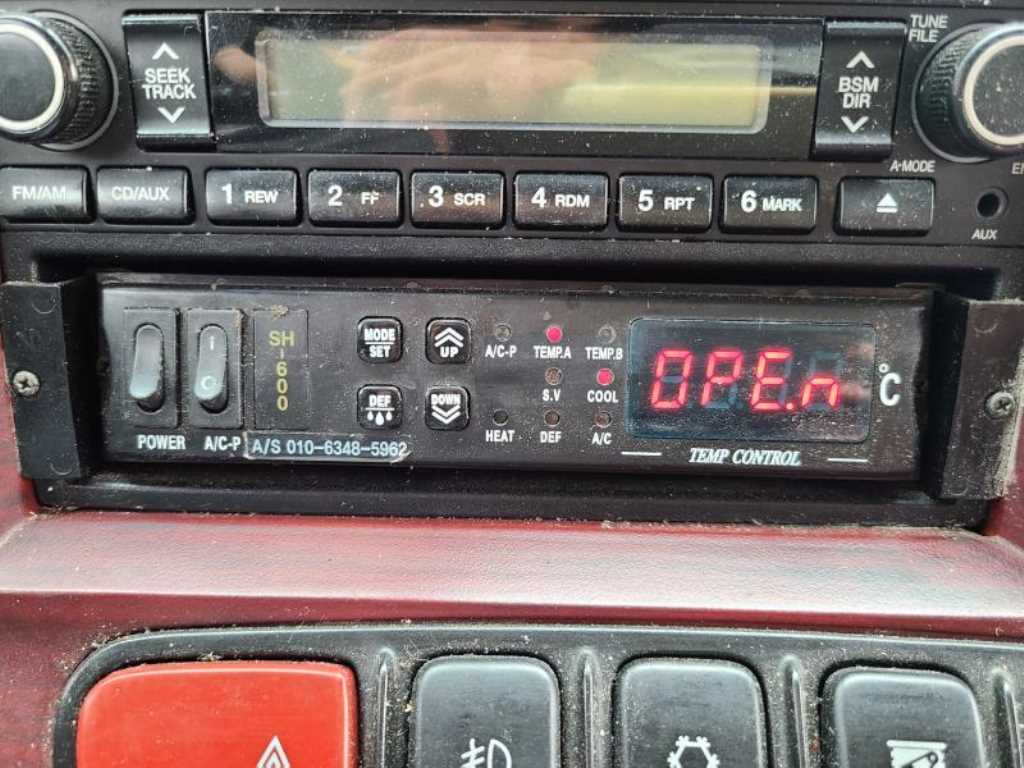 TUNE
FILE
SEEK
TRACK
BSM
DIR
A·MODE
FM/AM
CD/AUX
1 REW
2 FF
3 SCR
4 RDM
5 RPT
6 MARK
AUX
SH-600
MODE
SET
UP
A/C-P
TEMP.A
TEMP.B
OPE.n
°C
S.V
COOL
DEF
DOWN
HEAT
DEF
A/C
POWER
A/C-P
A/S 010-6348-5962
TEMP CONTROL